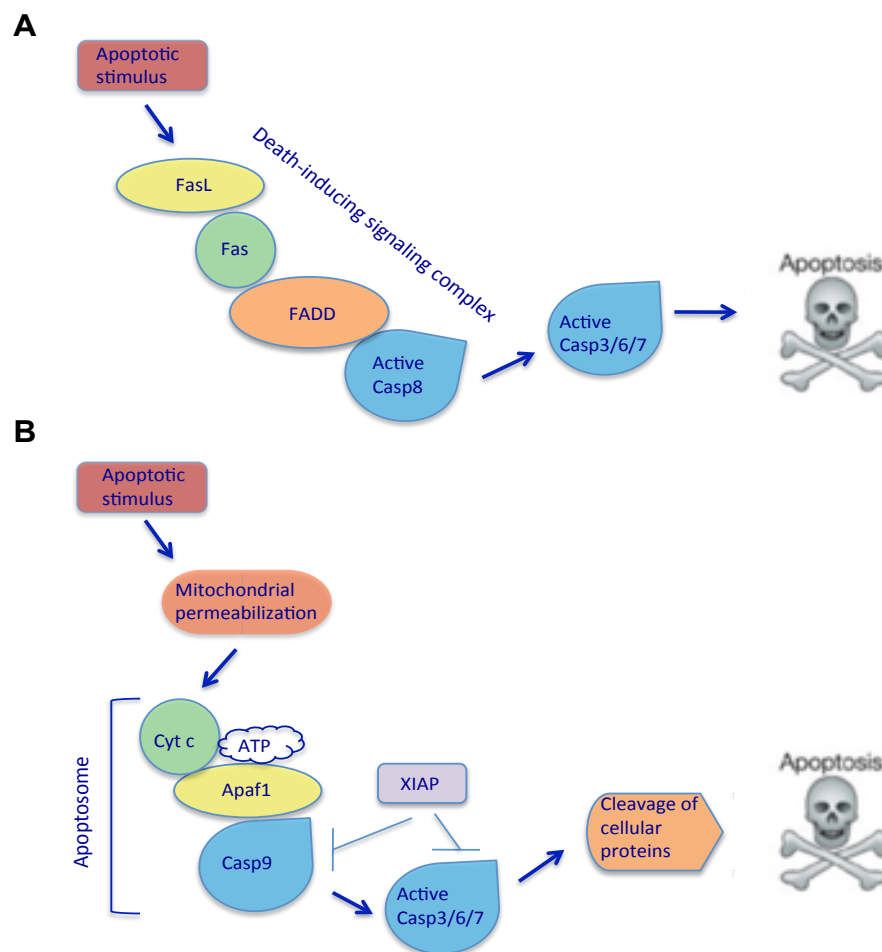 A
Apoptotic
stimulus
FasL
Death-inducing signaling complex
Fas
FADD
Active
Casp8
Active
Casp3/6/7
Apoptosis
B
Apoptotic
stimulus
Mitochondrial
permeabilization
Apoptosome
Cyt c
ATP
Apaf1
Casp9
XIAP
Active
Casp3/6/7
Cleavage of
cellular
proteins
Apoptosis